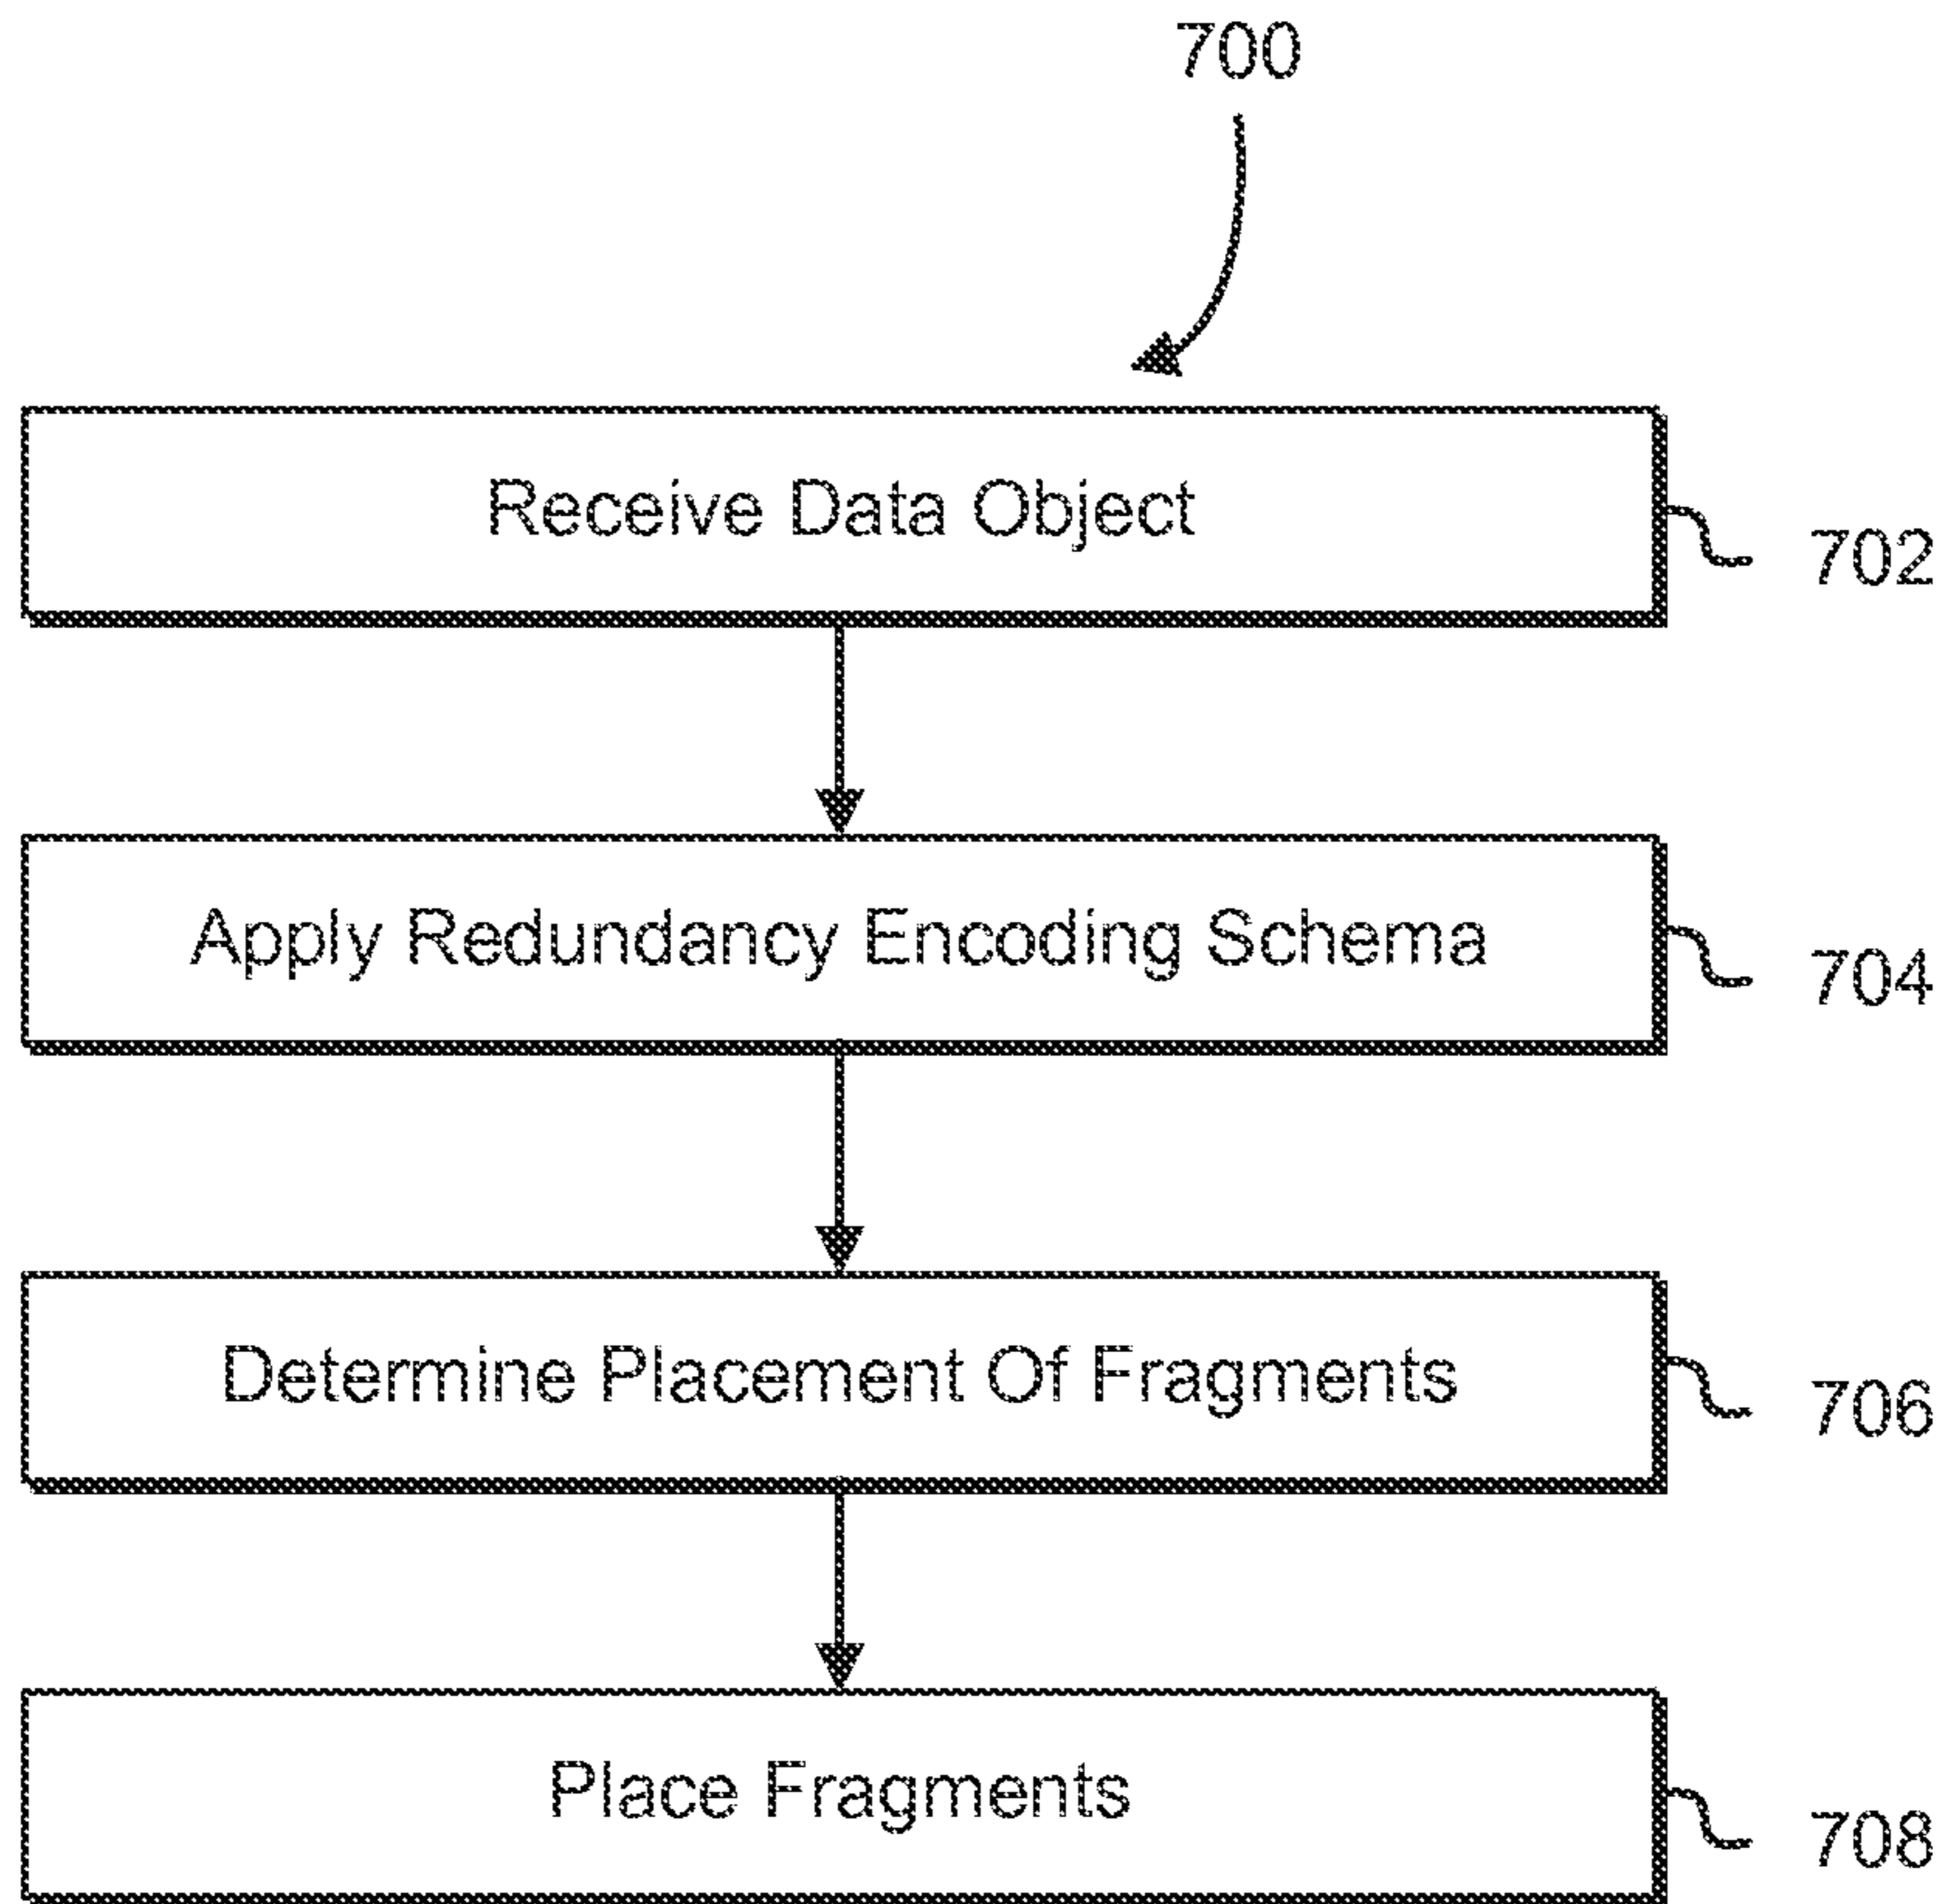 700
Receive Data Object
702
Apply Redundancy Encoding Schema
704
Determine Placement Of Fragments
706
Place Fragments
708